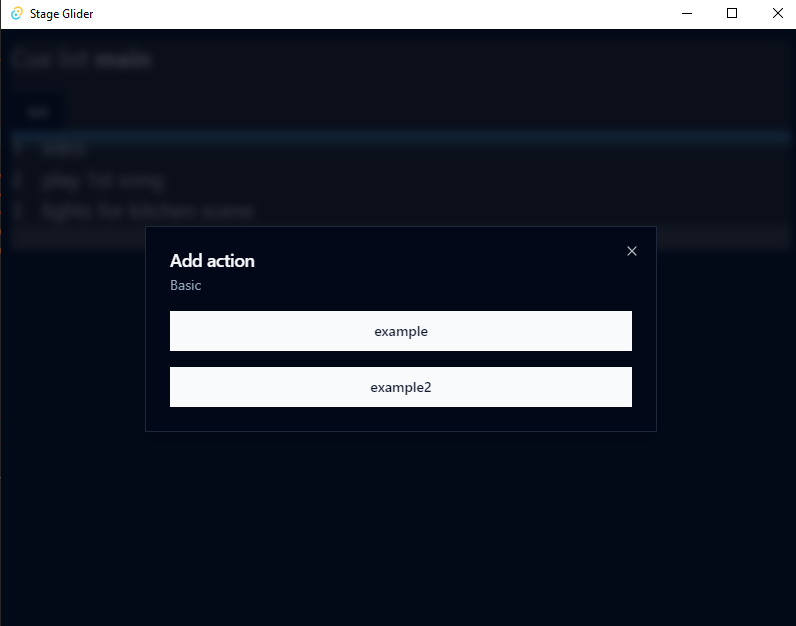 Stage Glider
Cue list main
1 intro
2 play 1st song
3 lights for kitchen scene
Add action
Basic
example
example2